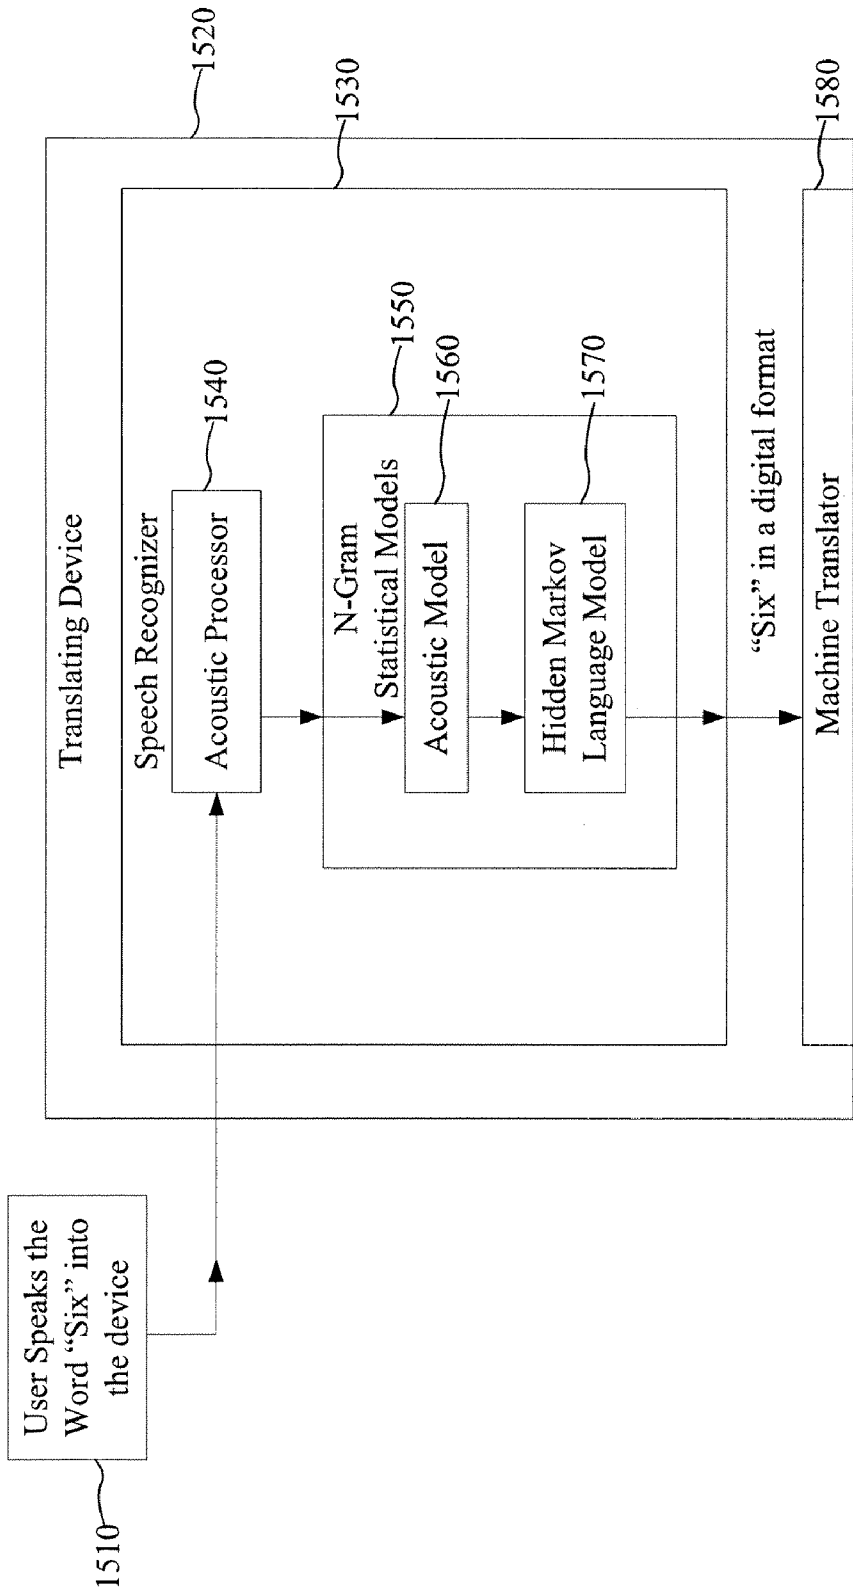 1510
User Speaks the
Word “Six” into
the device
Translating Device
1520
Speech Recognizer
1530
Acoustic Processor
1540
N-Gram
Statistical Models
1550
Acoustic Model
1560
Hidden Markov
Language Model
1570
“Six” in a digital format
Machine Translator
1580